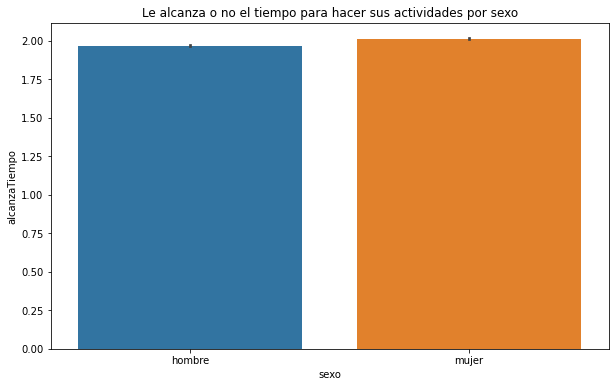 Le alcanza o no el tiempo para hacer sus actividades por sexo
alcanzaTiempo
2.00
1.75
1.50
1.25
1.00
0.75
0.50
0.25
0.00
hombre
mujer
sexo